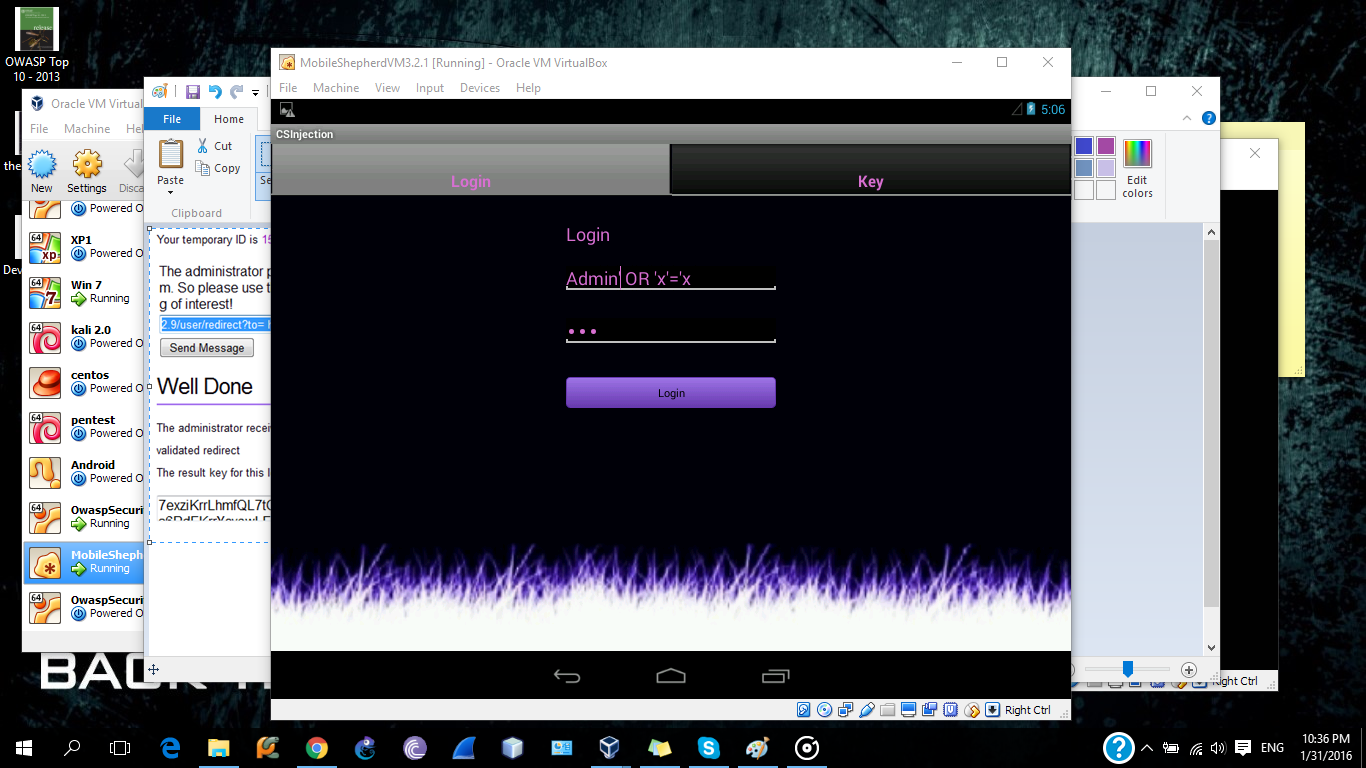 release
OWASP Top
10 - 2013
the
Dev
Oracle VM Virtual
File Machine Help
New Settings Disca
Powered O
XP1
Powered O
Win 7
Running
kali 2.0
Powered O
centos
Powered O
pentest
Powered O
Android
Powered O
OwaspSecuri
Running
MobileSheph
Running
OwaspSecuri
Powered O
BACK
File Home
Paste Cut
Copy
Clipboard
Se
Your temporary ID is 15
The administrator p
m. So please use t
g of interest!
2.9/user/redirect?to=
Send Message
Well Done
The administrator recei
validated redirect
The result key for this l
7exziKrrLhmfQL7tC
MobileShepherdVM3.2.1 [Running] - Oracle VM VirtualBox
File Machine View Input Devices Help
5:06
CSInjection
Login Key
Login
Admin' OR 'x'='x
•••
Login
Right Ctrl
Edit
colors
Right Ctrl
ENG
10:36 PM
1/31/2016